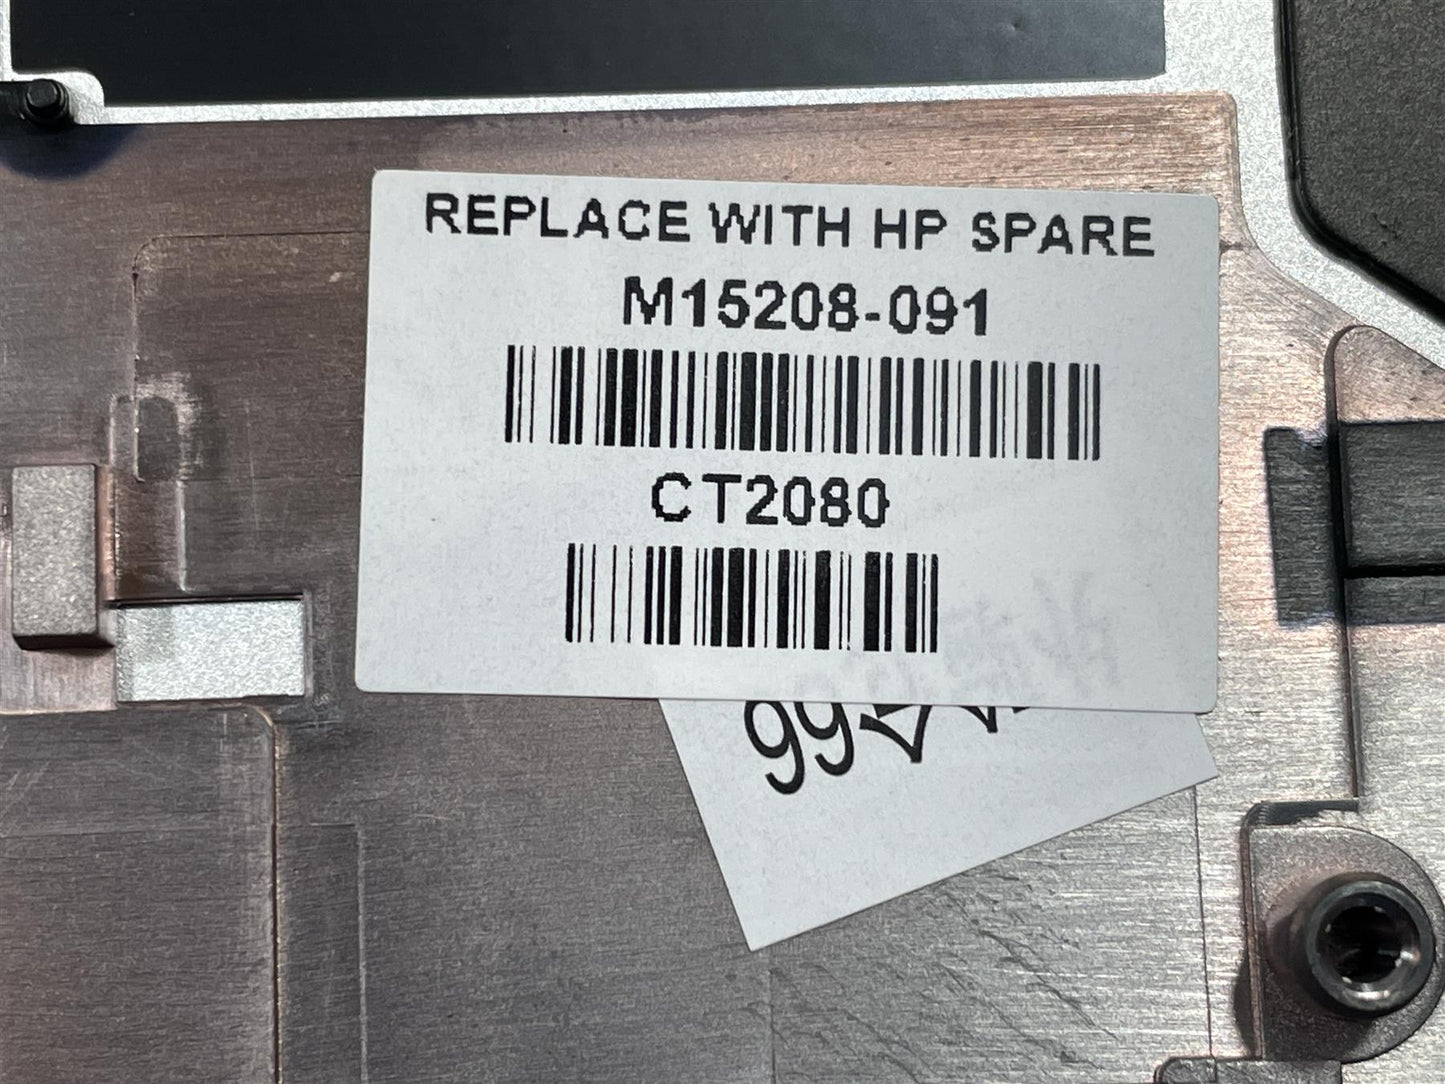 REPLACE WITH HP SPARE
M15208-091
CT2080